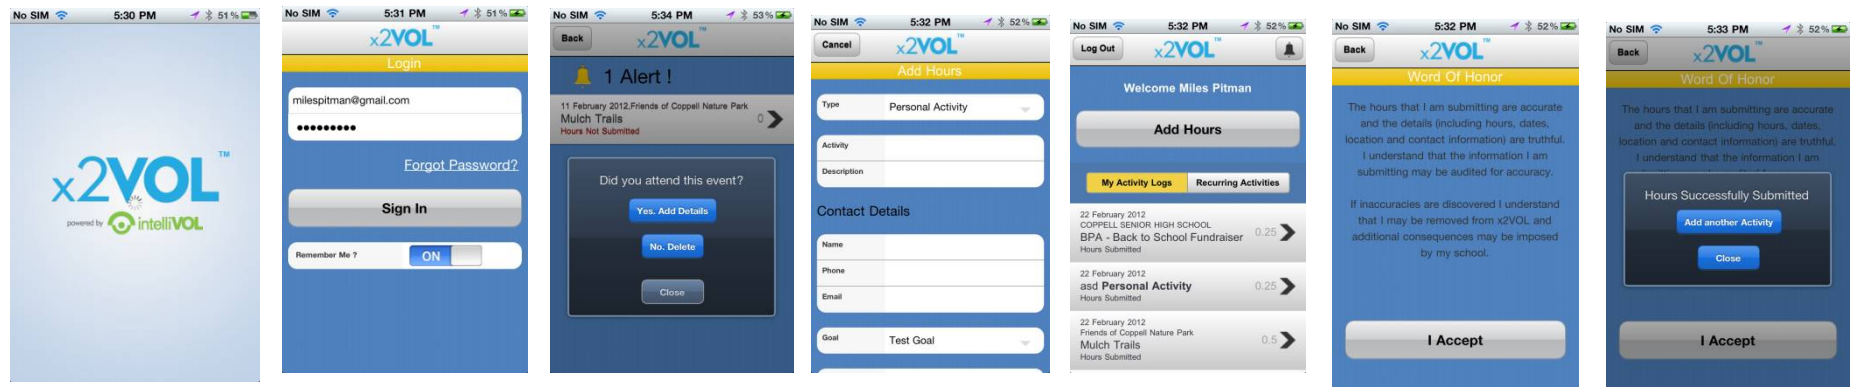 No SIM 5:30 PM 51%
x2VOL™
powered by intelliVOL
No SIM 5:31 PM 51%
x2VOL™
Login
milespitman@gmail.com
Forgot Password?
Sign In
Remember Me ? ON
No SIM 5:34 PM 53%
Back x2VOL™
1 Alert !
11 February 2012,Friends of Coppell Nature Park
Mulch Trails 0
Hours Not Submitted
Did you attend this event?
Yes. Add Details
No. Delete
Close
No SIM 5:32 PM 52%
Cancel x2VOL™
Add Hours
Type Personal Activity
Activity
Description
Contact Details
Name
Phone
Email
Goal Test Goal
No SIM 5:32 PM 52%
Log Out x2VOL™
Welcome Miles Pitman
Add Hours
My Activity Logs Recurring Activities
22 February 2012
COPPELL SENIOR HIGH SCHOOL
BPA - Back to School Fundraiser 0.25
Hours Submitted
22 February 2012
asd Personal Activity 0.25
Hours Submitted
22 February 2012
Friends of Coppell Nature Park
Mulch Trails 0.5
Hours Submitted
No SIM 5:32 PM 52%
Back x2VOL™
Word Of Honor
The hours that I am submitting are accurate
and the details (including hours, dates,
location and contact information) are truthful.
I understand that the information I am
submitting may be audited for accuracy.
If inaccuracies are discovered I understand
that I may be removed from x2VOL and
additional consequences may be imposed
by my school.
I Accept
No SIM 5:33 PM 52%
Back x2VOL™
Word Of Honor
The hours that I am submitting are accurate
and the details (including hours, dates,
location and contact information) are truthful.
I understand that the information I am
Hours Successfully Submitted
Add another Activity
Close
I Accept